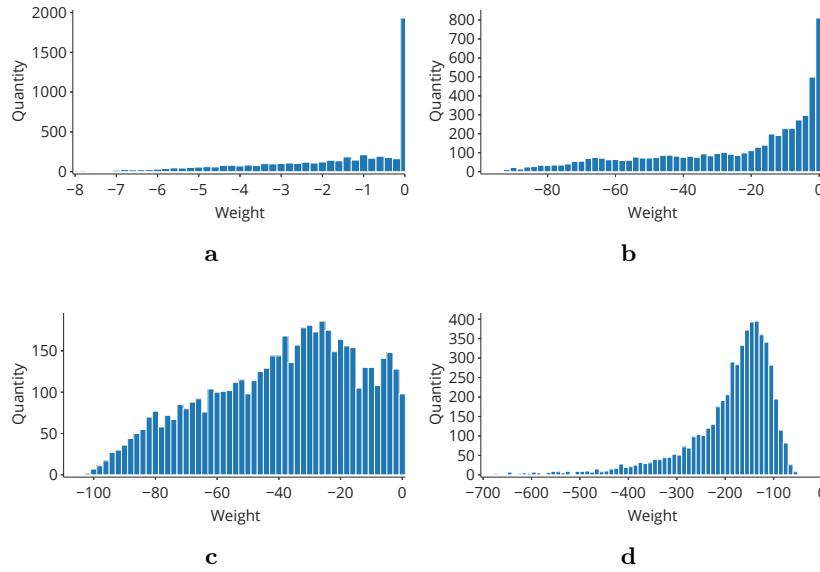 2000
1500
1000
500
0
Quantity
−8 −7 −6 −5 −4 −3 −2 −1 0
Weight
a
800
700
600
500
400
300
200
100
0
Quantity
−80 −60 −40 −20 0
Weight
b
150
100
50
0
Quantity
−100 −80 −60 −40 −20 0
Weight
c
400
350
300
250
200
150
100
50
0
Quantity
−700 −600 −500 −400 −300 −200 −100 0
Weight
d